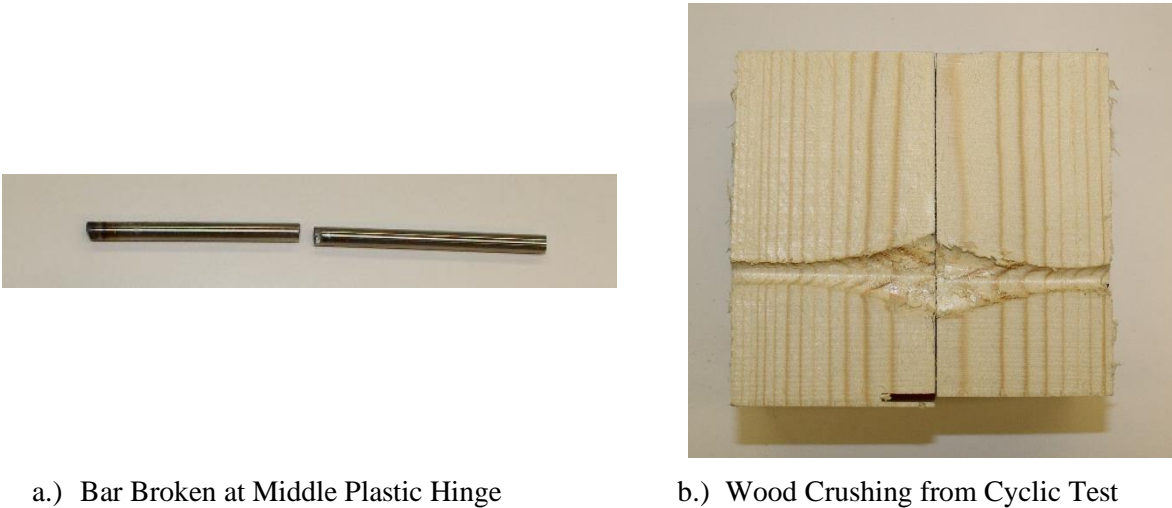 a.) Bar Broken at Middle Plastic Hinge
b.) Wood Crushing from Cyclic Test